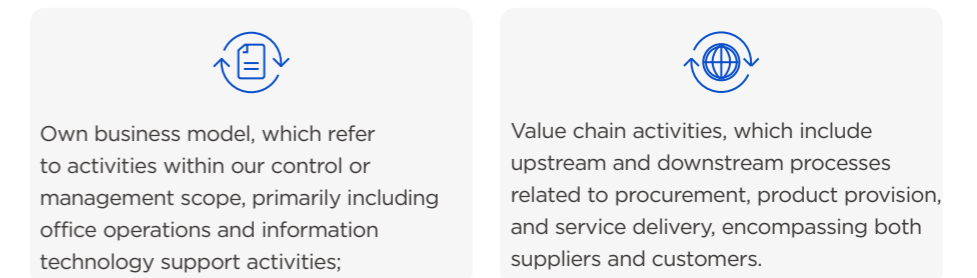 Own business model, which refer
to activities within our control or
management scope, primarily including
office operations and information
technology support activities;
Value chain activities, which include
upstream and downstream processes
related to procurement, product provision,
and service delivery, encompassing both
suppliers and customers.